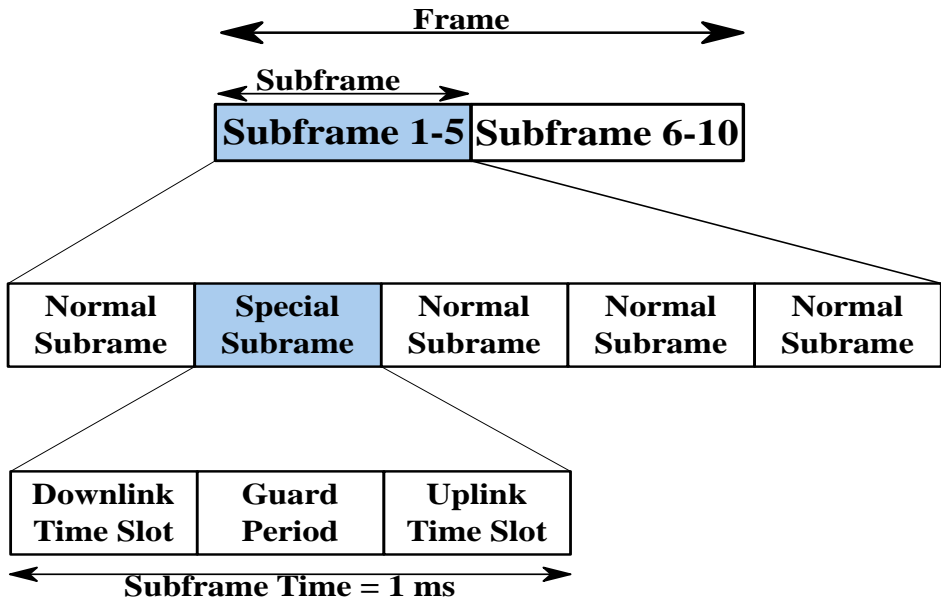 Frame
Subframe
Subframe 1-5
Subframe 6-10
Normal
Subrame
Special
Subrame
Normal
Subrame
Normal
Subrame
Normal
Subrame
Downlink
Time Slot
Guard
Period
Uplink
Time Slot
Subframe Time = 1 ms